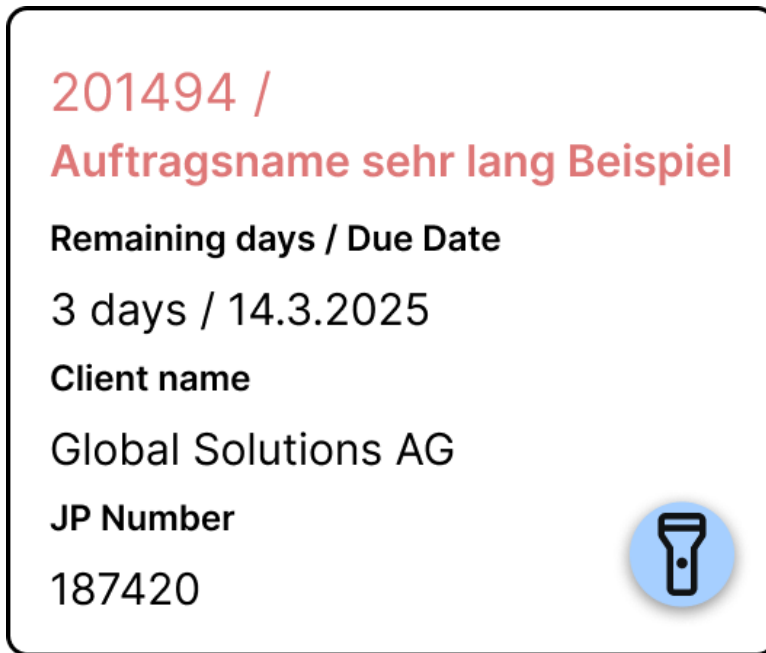 201494 /
Auftragsname sehr lang Beispiel
Remaining days / Due Date
3 days / 14.3.2025
Client name
Global Solutions AG
JP Number
187420